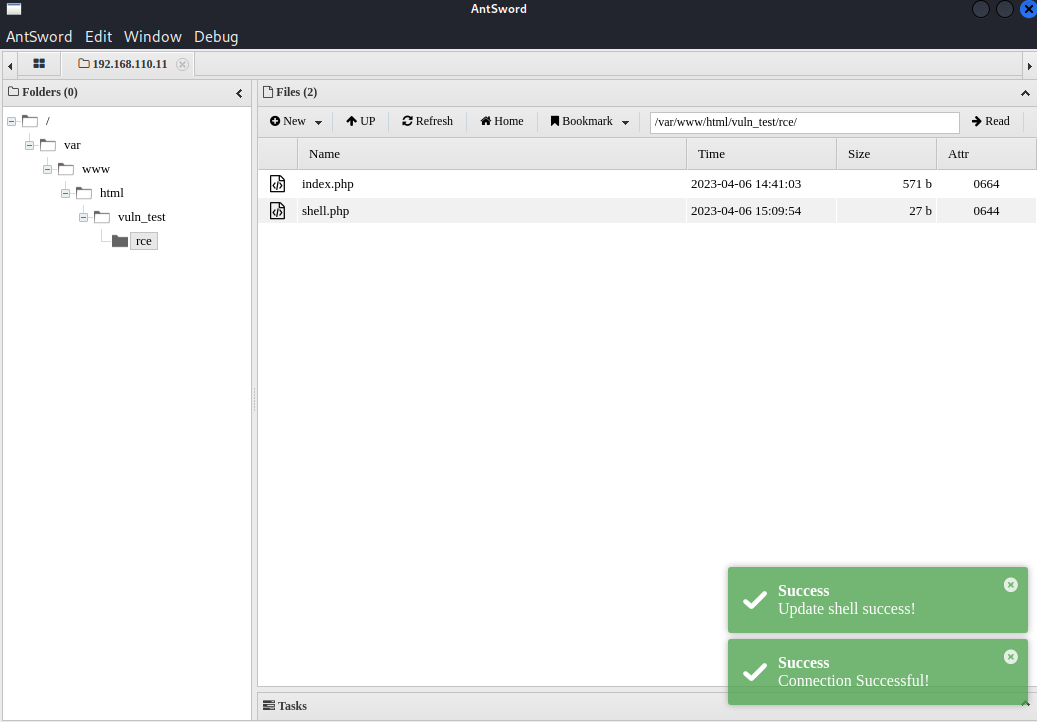 AntSword
AntSword Edit Window Debug
192.168.110.11
Folders (0)
/
var
www
html
vuln_test
rce
Files (2)
New UP Refresh Home Bookmark /var/www/html/vuln_test/rce/ Read
Name Time Size Attr
index.php 2023-04-06 14:41:03 571 b 0664
shell.php 2023-04-06 15:09:54 27 b 0644
Success
Update shell success!
Success
Connection Successful!
Tasks